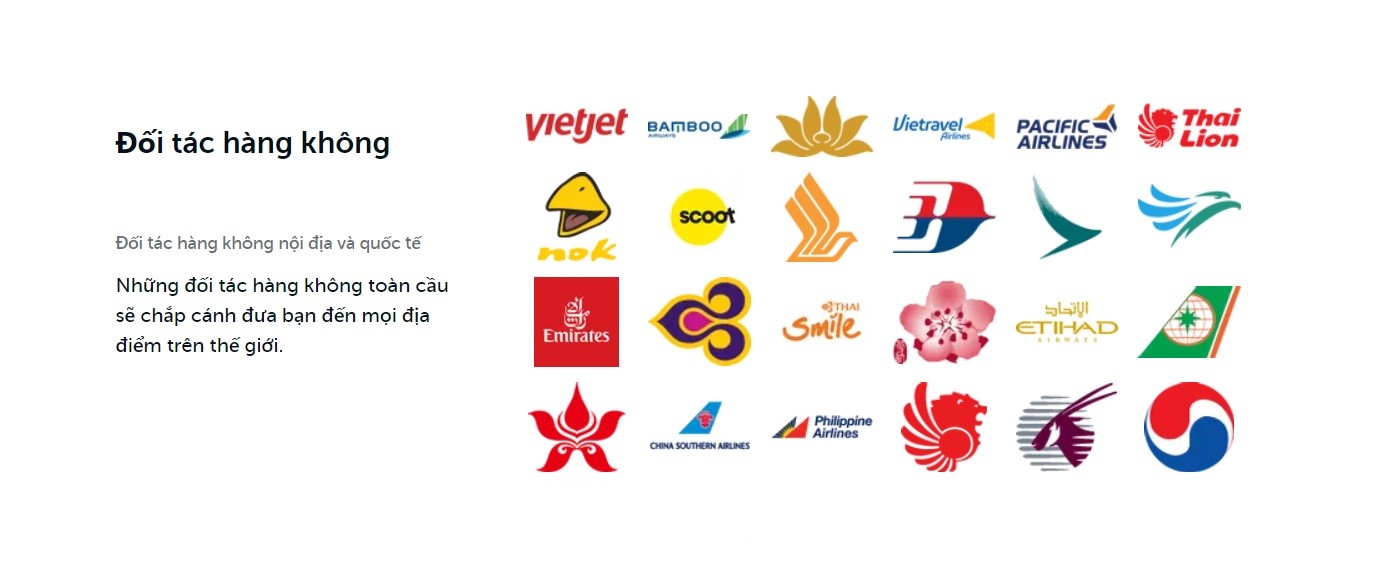 Đối tác hàng không
Đối tác hàng không nội địa và quốc tế
Những đối tác hàng không toàn cầu
sẽ chắp cánh đưa bạn đến mọi địa
điểm trên thế giới.
vietjet
BAMBOO
AIRWAYS
Vietravel
Airlines
PACIFIC
AIRLINES
Thai
Lion
nok
scoot
Emirates
THAI
Smile
الإتحاد
ETIHAD
AIRWAYS
CHINA SOUTHERN AIRLINES
Philippine
Airlines